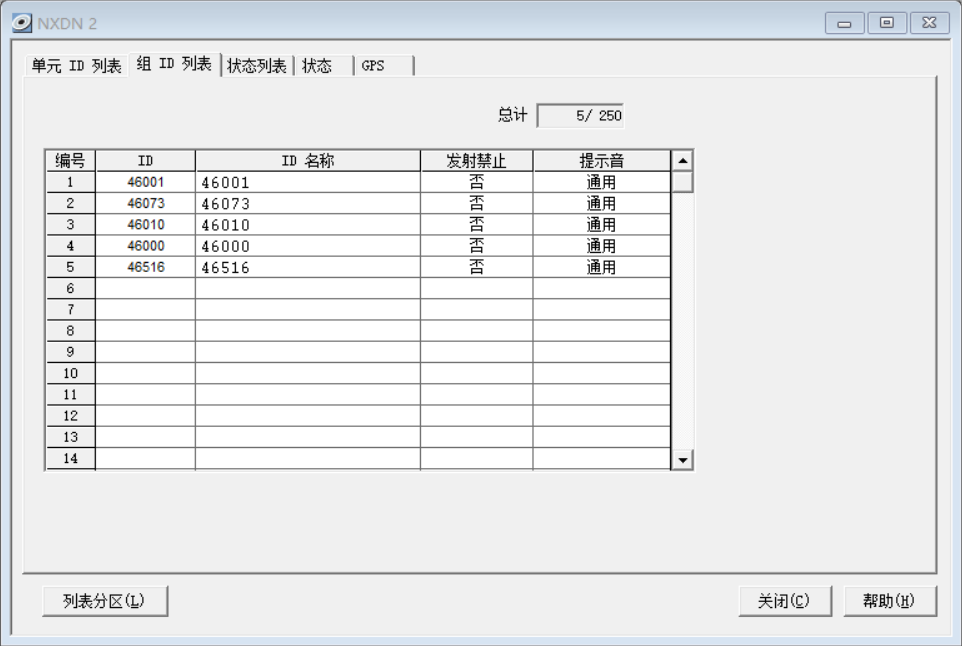 NXDN 2
单元 ID 列表 组 ID 列表 状态列表 状态 GPS
总计 5/ 250
编号 ID ID 名称 发射禁止 提示音
1 46001 46001 否 通用
2 46073 46073 否 通用
3 46010 46010 否 通用
4 46000 46000 否 通用
5 46516 46516 否 通用
6
7
8
9
10
11
12
13
14
列表分区(L) 关闭(C) 帮助(H)